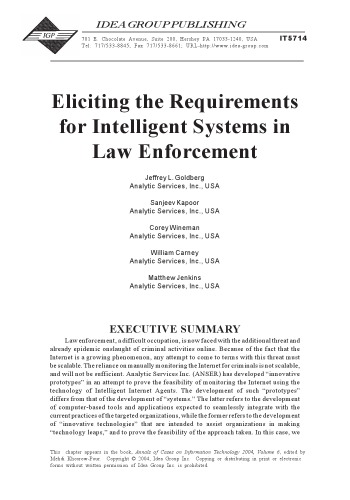 IGP
IDEA GROUP PUBLISHING
701 E. Chocolate Avenue, Suite 200, Hershey PA 17033-1240, USA
Tel: 717/533-8845; Fax 717/533-8661; URL-http://www.idea-group.com
IT5714
Eliciting the Requirements
for Intelligent Systems in
Law Enforcement
Jeffrey L. Goldberg
Analytic Services, Inc., USA
Sanjeev Kapoor
Analytic Services, Inc., USA
Corey Wineman
Analytic Services, Inc., USA
William Carney
Analytic Services, Inc., USA
Matthew Jenkins
Analytic Services, Inc., USA
EXECUTIVE SUMMARY
Law enforcement, a difficult occupation, is now faced with the additional threat and
already epidemic onslaught of criminal activities online. Because of the fact that the
Internet is a growing phenomenon, any attempt to come to terms with this threat must
be scalable. The reliance on manually monitoring the Internet for criminals is not scalable,
and will not be sufficient. Analytic Services Inc. (ANSER) has developed “innovative
prototypes” in an attempt to prove the feasibility of monitoring the Internet using the
technology of Intelligent Internet Agents. The development of such “prototypes”
differs from that of the development of “systems.” The latter refers to the development
of computer-based tools and applications expected to seamlessly integrate with the
current practices of the targeted organizations, while the former refers to the development
of “innovative technologies” that are intended to assist organizations in making
“technology leaps,” and to prove the feasibility of the approach taken. In this case, we
This chapter appears in the book, Annals of Cases on Information Technology 2004, Volume 6, edited by
Mehdi Khosrow-Pour. Copyright © 2004, Idea Group Inc. Copying or distributing in print or electronic
forms without written permission of Idea Group Inc. is prohibited.